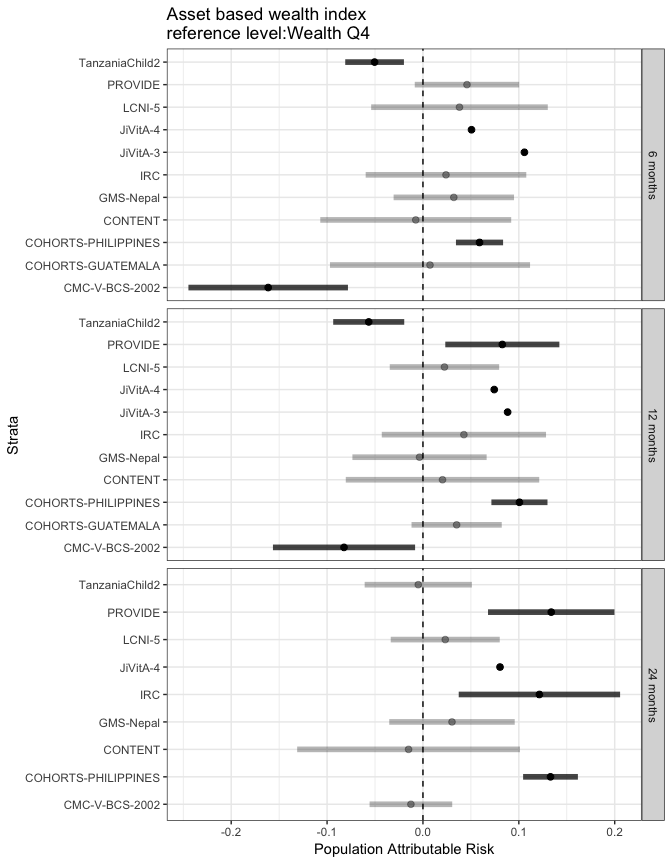 Asset based wealth index
reference level:Wealth Q4
Strata
TanzaniaChild2
PROVIDE
LCNI-5
JiVitA-4
JiVitA-3
IRC
GMS-Nepal
CONTENT
COHORTS-PHILIPPINES
COHORTS-GUATEMALA
CMC-V-BCS-2002
6 months
TanzaniaChild2
PROVIDE
LCNI-5
JiVitA-4
JiVitA-3
IRC
GMS-Nepal
CONTENT
COHORTS-PHILIPPINES
COHORTS-GUATEMALA
CMC-V-BCS-2002
12 months
TanzaniaChild2
PROVIDE
LCNI-5
JiVitA-4
IRC
GMS-Nepal
CONTENT
COHORTS-PHILIPPINES
CMC-V-BCS-2002
24 months
-0.2 -0.1 0.0 0.1 0.2
Population Attributable Risk